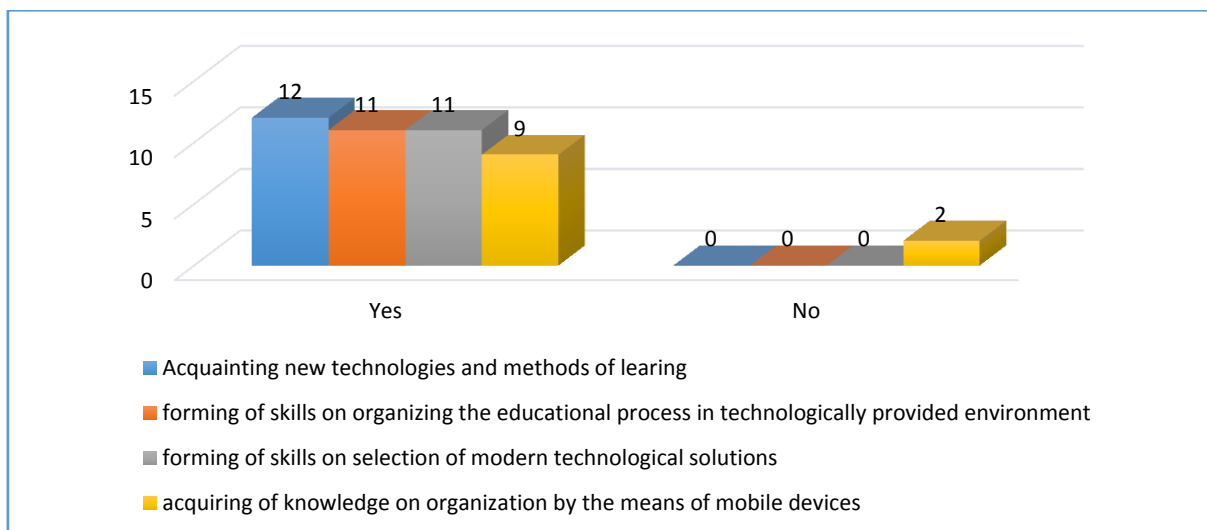 15
10
5
0
12
11
11
9
0
0
0
2
Yes
No
Acquainting new technologies and methods of learing
forming of skills on organizing the educational process in technologically provided environment
forming of skills on selection of modern technological solutions
acquiring of knowledge on organization by the means of mobile devices